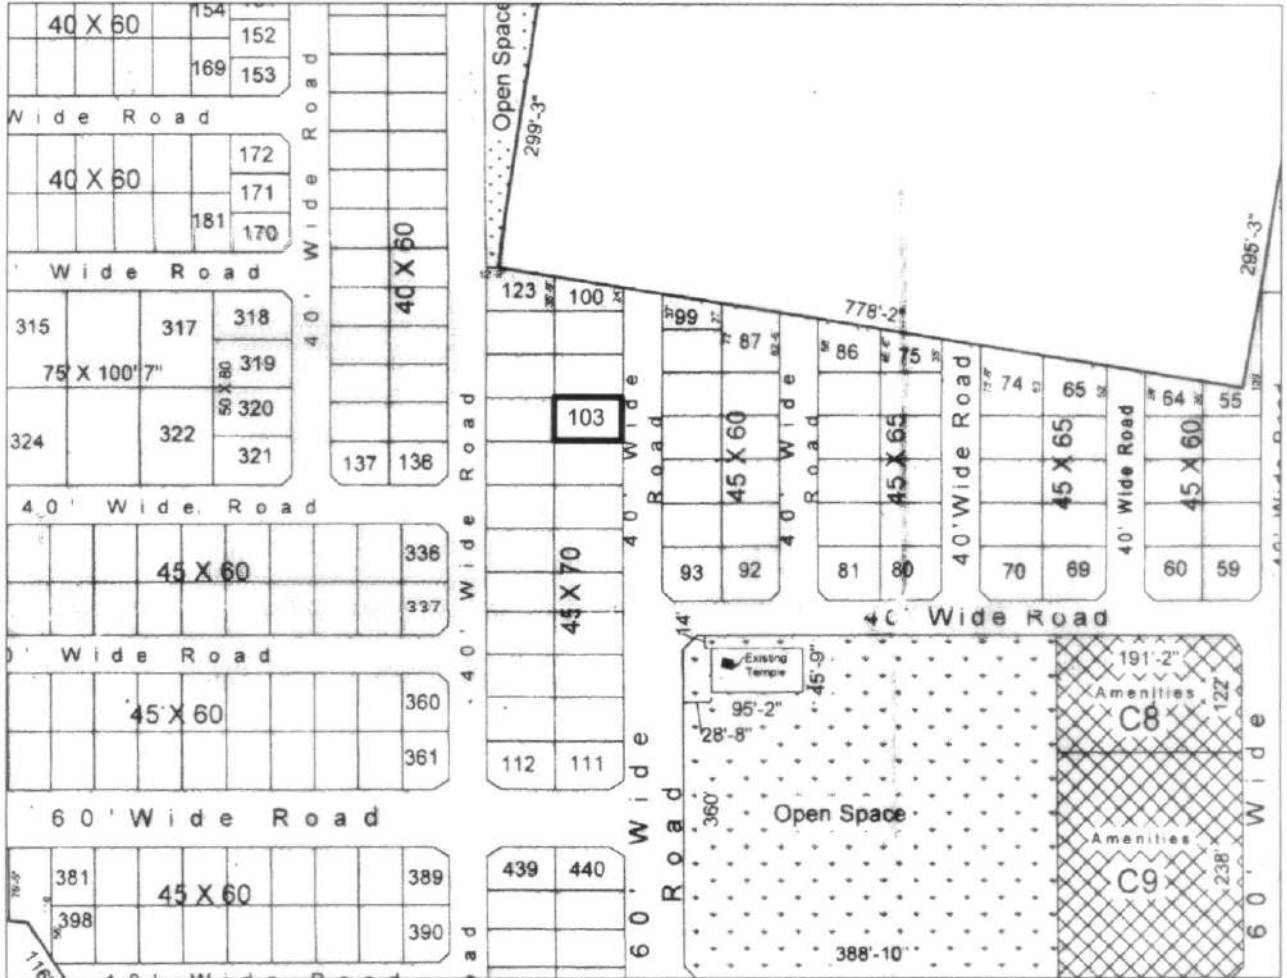 154
40 X 60
152
169
153
Wide Road
172
40 X 60
171
181
170
Wide Road
40' Wide Road
40 X 60
Open Space
299'-3"
295'-3"
778'-2"
315
317
318
319
75' X 100'7"
50 X 80
320
324
322
321
137
136
123
100
103
45 X 70
112
111
40' Wide Road
99
87
45 X 60
93
92
40' Wide Road
40' Wide Road
86
75
45 X 65
81
80
40'Wide Road
74
65
45 X 65
70
69
40' Wide Road
64
55
45 X 60
60
59
40' Wide Road
40' Wide Road
336
45 X 60
337
0' Wide Road
360
45 X 60
361
60' Wide Road
381
389
45 X 60
398
390
439
440
60' Wide Road
40' Wide Road
14'
Existing
Temple
45'-9"
95'-2"
28'-8"
360'
Open Space
388'-10"
191'-2"
Amenities
C8
122'
Amenities
C9
238'
60' Wide
116'